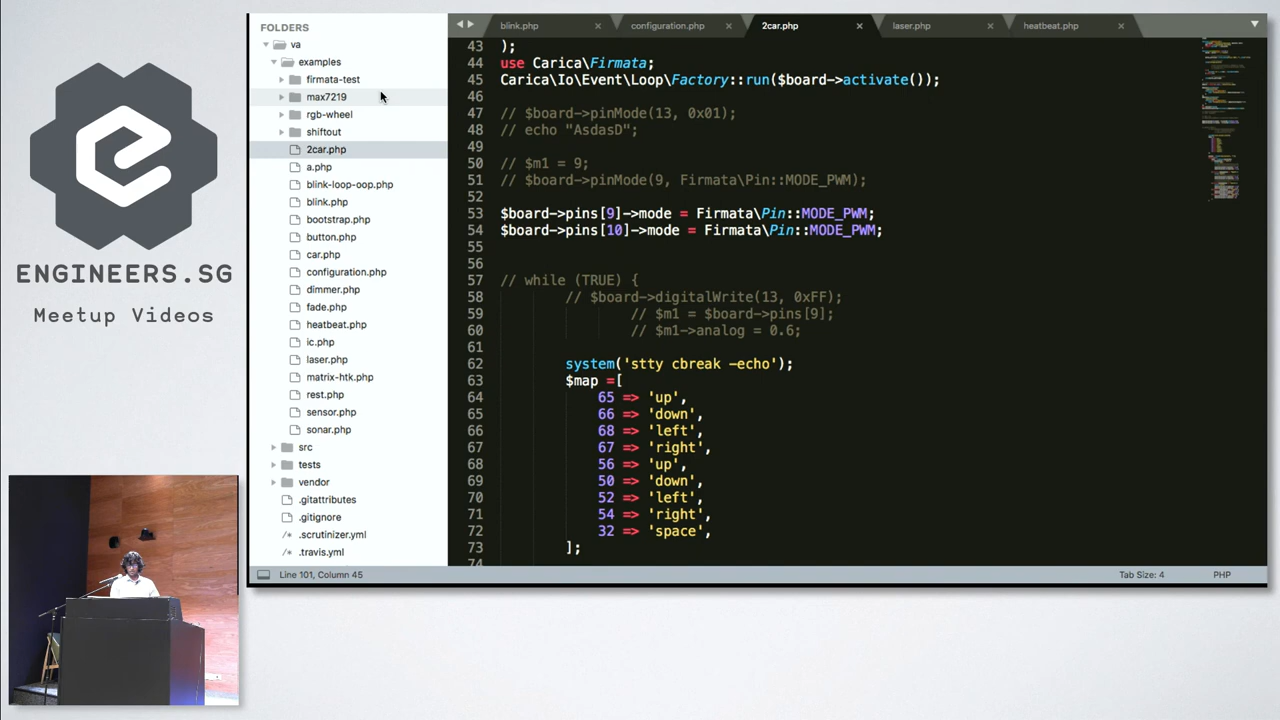 ENGINEERS.SG
Meetup Videos
FOLDERS
va
examples
firmata-test
max7219
rgb-wheel
shiftout
2car.php
a.php
blink-loop-oop.php
blink.php
bootstrap.php
button.php
car.php
configuration.php
dimmer.php
fade.php
heatbeat.php
ic.php
laser.php
matrix-htk.php
rest.php
sensor.php
sonar.php
src
tests
vendor
.gitattributes
.gitignore
/* .scrutinizer.yml
/* .travis.yml
blink.php × configuration.php × 2car.php × laser.php × heatbeat.php ×
43 );
44 use Carica\Firmata;
45 Carica\Io\Event\Loop\Factory::run($board->activate());
46
47 // $board->pinMode(13, 0x01);
48 // echo "AsdasD";
49
50 // $m1 = 9;
51 // $board->pinMode(9, Firmata\Pin::MODE_PWM);
52
53 $board->pins[9]->mode = Firmata\Pin::MODE_PWM;
54 $board->pins[10]->mode = Firmata\Pin::MODE_PWM;
55
56
57 // while (TRUE) {
58 // $board->digitalWrite(13, 0xFF);
59 // $m1 = $board->pins[9];
60 // $m1->analog = 0.6;
61
62 system('stty cbreak -echo');
63 $map =[
64 65 => 'up',
65 66 => 'down',
66 68 => 'left',
67 67 => 'right',
68 56 => 'up',
69 50 => 'down',
70 52 => 'left',
71 54 => 'right',
72 32 => 'space',
73 ];
Line 101, Column 45
Tab Size: 4
PHP